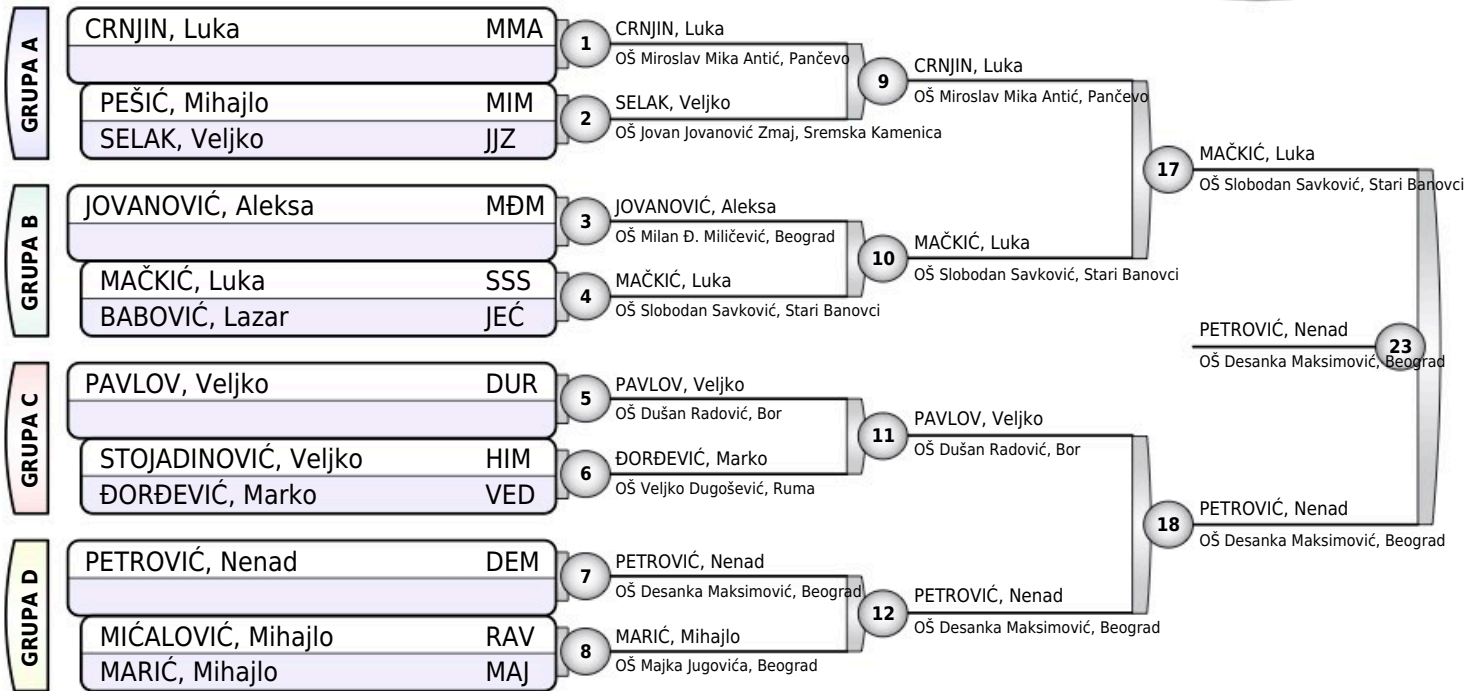 GRUPA A
CRNJIN, Luka MMA
PEŠIĆ, Mihajlo MIM
SELAK, Veljko JJZ
GRUPA B
JOVANOVIĆ, Aleksa MĐM
MAČKIĆ, Luka SSS
BABOVIĆ, Lazar JEĆ
GRUPA C
PAVLOV, Veljko DUR
STOJADINOVIĆ, Veljko HIM
ĐORĐEVIĆ, Marko VED
GRUPA D
PETROVIĆ, Nenad DEM
MIĆALOVIĆ, Mihajlo RAV
MARIĆ, Mihajlo MAJ
1
CRNJIN, Luka
OŠ Miroslav Mika Antić, Pančevo
2
SELAK, Veljko
OŠ Jovan Jovanović Zmaj, Sremska Kamenica
3
JOVANOVIĆ, Aleksa
OŠ Milan Đ. Miličević, Beograd
4
MAČKIĆ, Luka
OŠ Slobodan Savković, Stari Banovci
5
PAVLOV, Veljko
OŠ Dušan Radović, Bor
6
ĐORĐEVIĆ, Marko
OŠ Veljko Dugošević, Ruma
7
PETROVIĆ, Nenad
OŠ Desanka Maksimović, Beograd
8
MARIĆ, Mihajlo
OŠ Majka Jugovića, Beograd
9
CRNJIN, Luka
OŠ Miroslav Mika Antić, Pančevo
10
MAČKIĆ, Luka
OŠ Slobodan Savković, Stari Banovci
11
PAVLOV, Veljko
OŠ Dušan Radović, Bor
12
PETROVIĆ, Nenad
OŠ Desanka Maksimović, Beograd
17
MAČKIĆ, Luka
OŠ Slobodan Savković, Stari Banovci
18
PETROVIĆ, Nenad
OŠ Desanka Maksimović, Beograd
23
PETROVIĆ, Nenad
OŠ Desanka Maksimović, Beograd